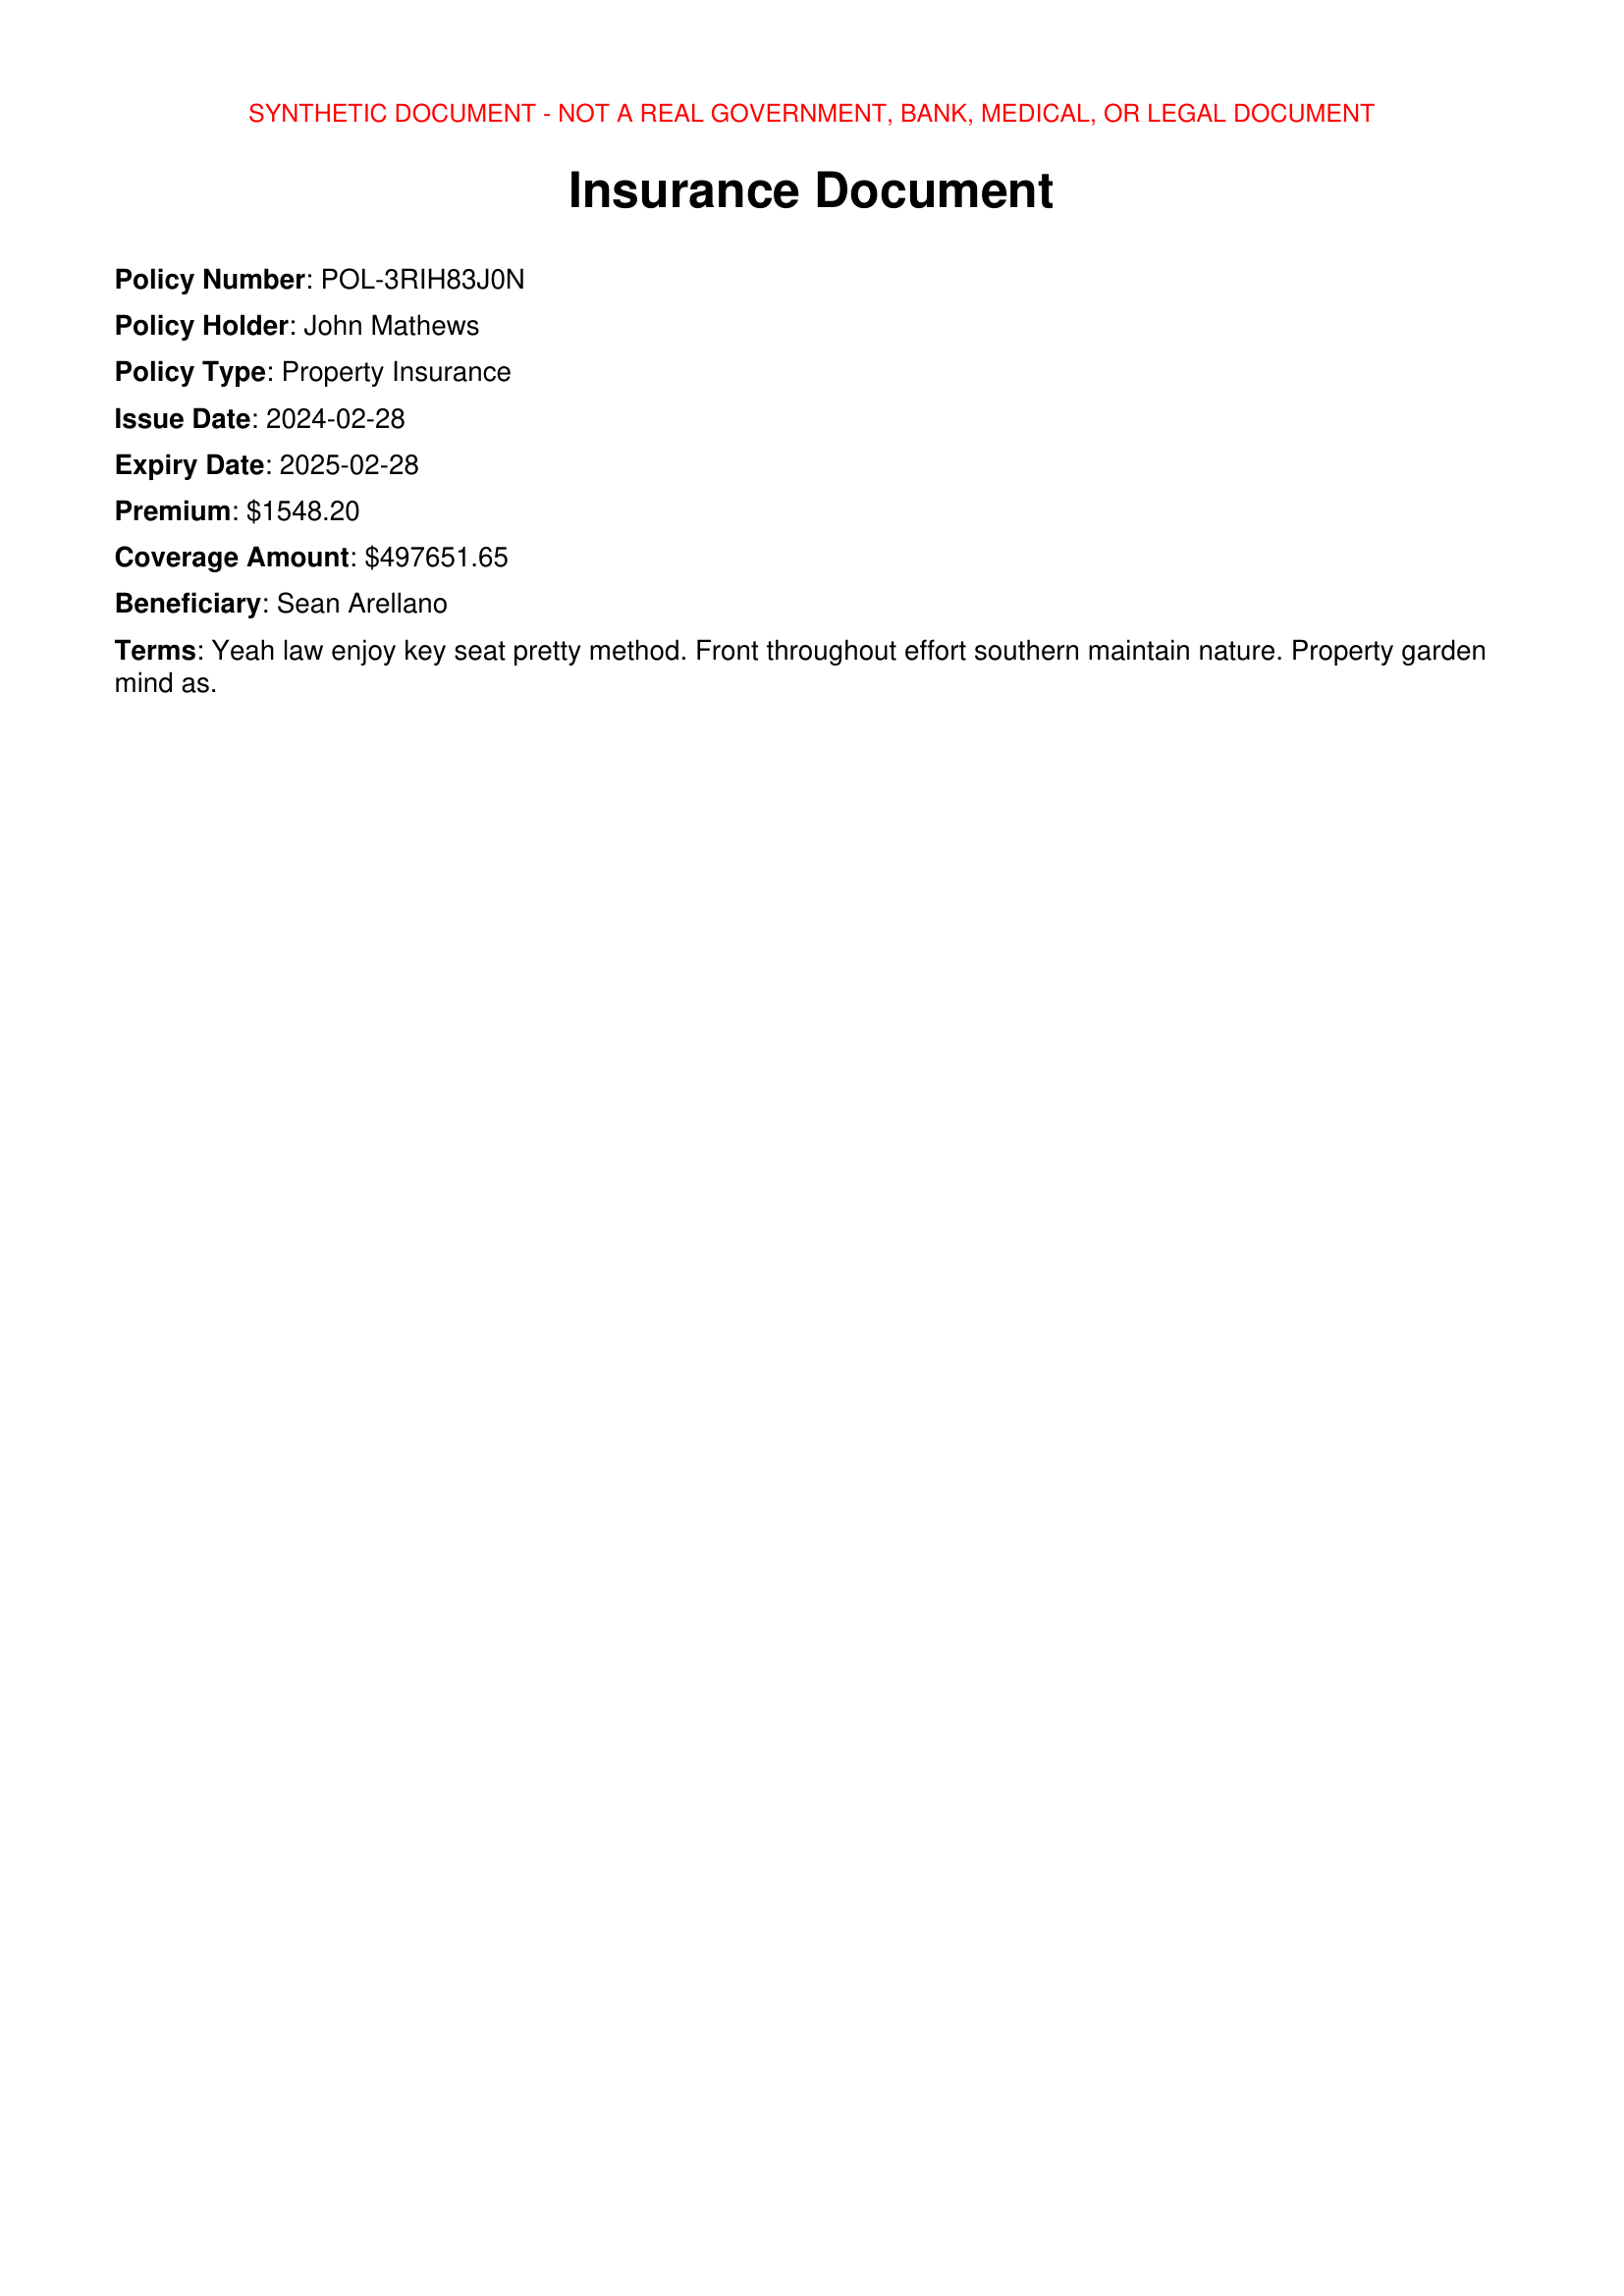 SYNTHETIC DOCUMENT - NOT A REAL GOVERNMENT, BANK, MEDICAL, OR LEGAL DOCUMENT
Insurance Document
Policy Number: POL-3RIH83J0N
Policy Holder: John Mathews
Policy Type: Property Insurance
Issue Date: 2024-02-28
Expiry Date: 2025-02-28
Premium: $1548.20
Coverage Amount: $497651.65
Beneficiary: Sean Arellano
Terms: Yeah law enjoy key seat pretty method. Front throughout effort southern maintain nature. Property garden
mind as.